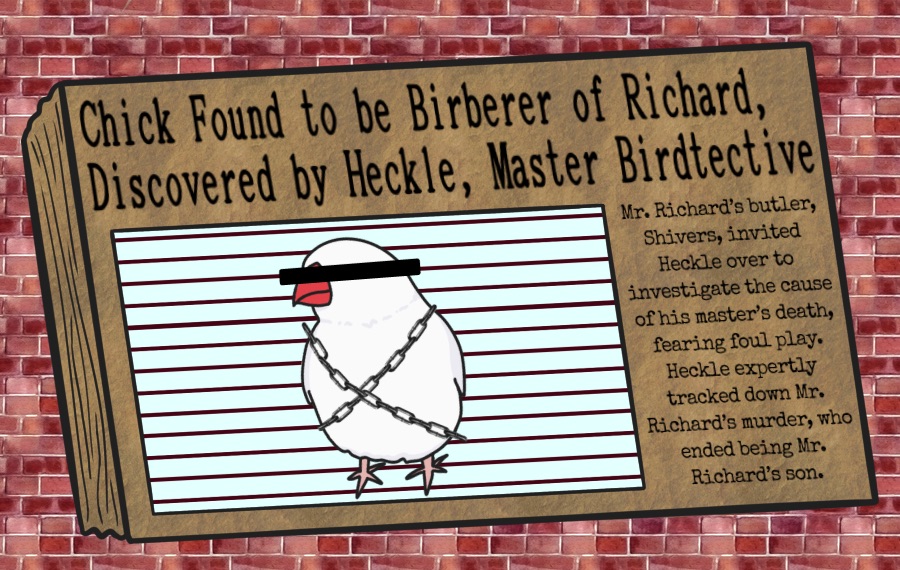 Chick Found to be Birberer of Richard,
Discovered by Heckle, Master Birdtective
Mr. Richard's butler,
Shivers, invited
Heckle over to
investigate the cause
of his master's death,
fearing foul play.
Heckle expertly
tracked down Mr.
Richard's murder, who
ended being Mr.
Richard's son.